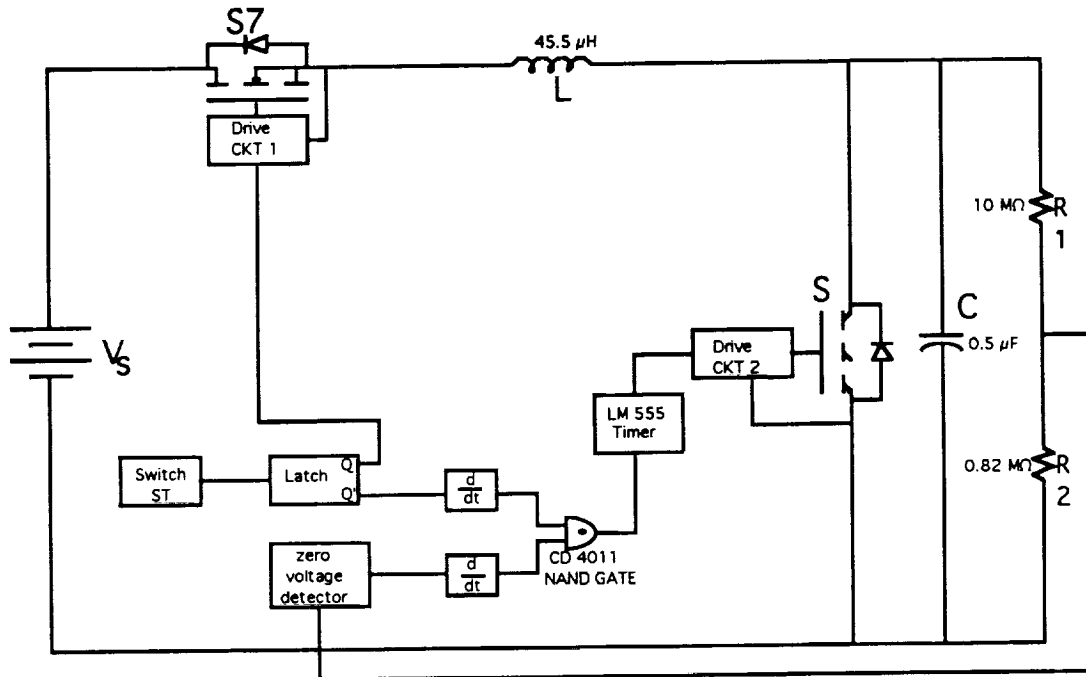 S7
45.5 µH
L
Drive
CKT 1
10 MΩ
R
1
S
C
0.5 µF
Vs
Drive
CKT 2
LM 555
Timer
Switch
ST
Latch
Q
Q'
d
dt
0.82 MΩ
R
2
zero
voltage
detector
d
dt
CD 4011
NAND GATE